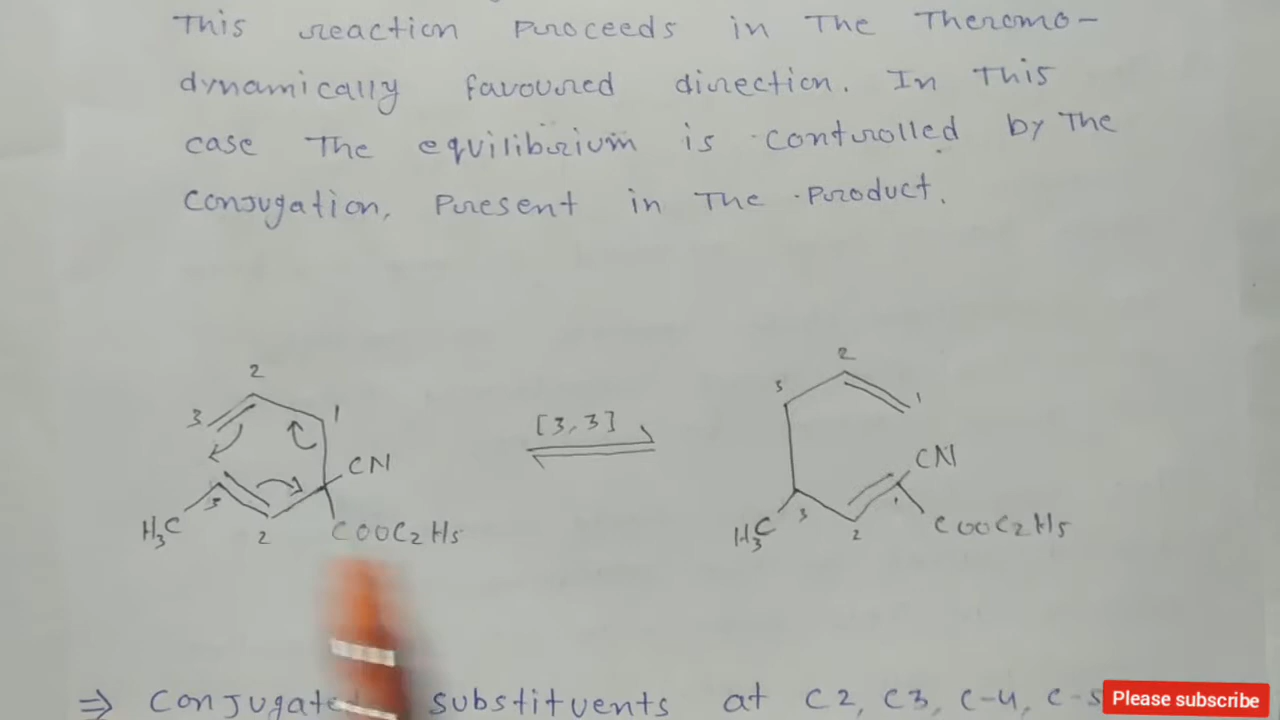 This reaction proceeds in the Thermo-
dynamically favoured direction. In this
case the equilibrium is controlled by the
conjugation, present in the product.
2 2
3 1 3 1
[3,3]
CN CN
3 2 3 2 1
H3C COOC2H5 H3C COOC2H5
⇒ Conjugate substituents at C2, C3, C-4, C-5
Please subscribe